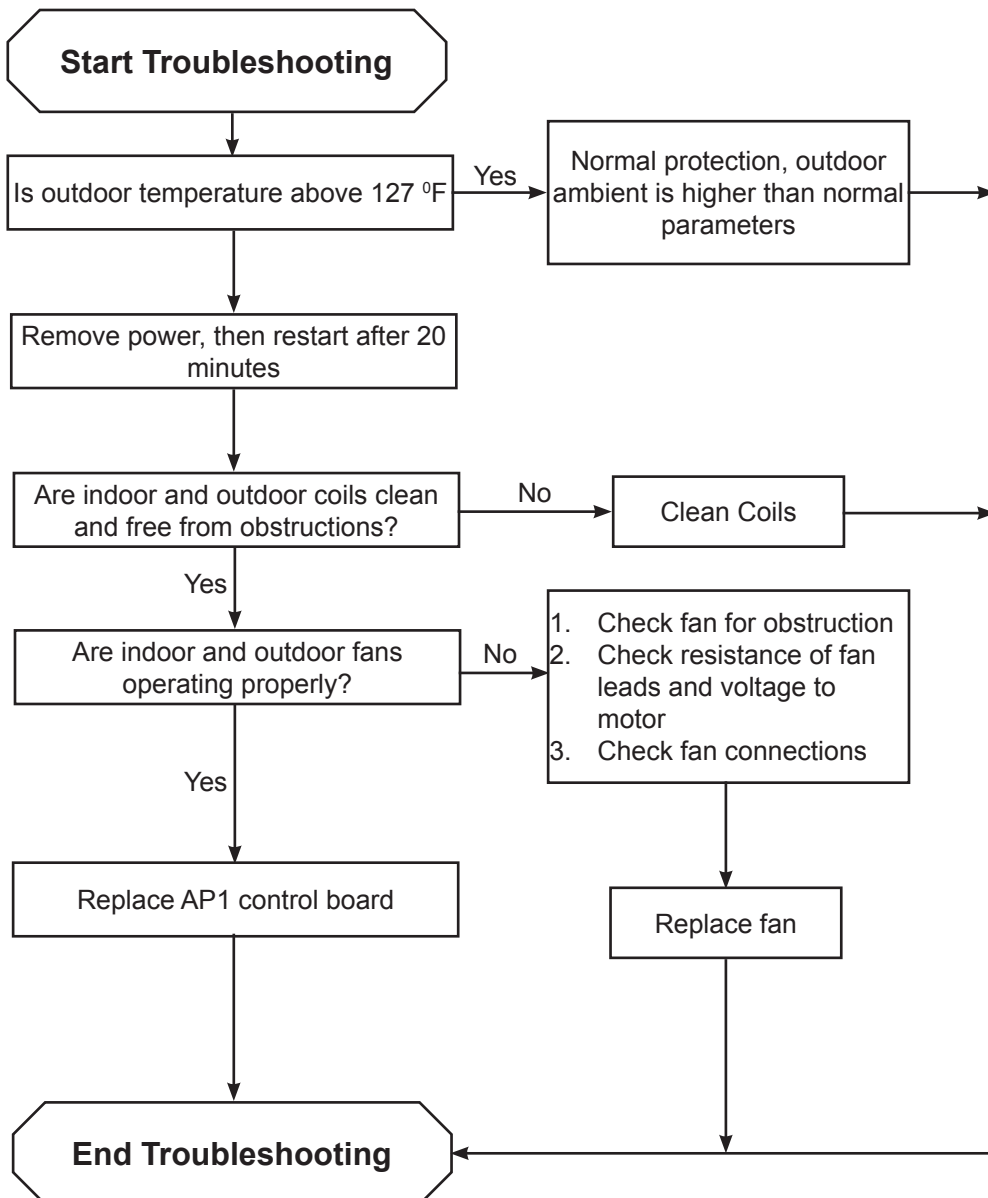 Start Troubleshooting
Is outdoor temperature above 127 ⁰F
Yes
Normal protection, outdoor
ambient is higher than normal
parameters
Remove power, then restart after 20
minutes
Are indoor and outdoor coils clean
and free from obstructions?
No
Clean Coils
Yes
Are indoor and outdoor fans
operating properly?
No
1. Check fan for obstruction
2. Check resistance of fan
leads and voltage to
motor
3. Check fan connections
Yes
Replace AP1 control board
Replace fan
End Troubleshooting